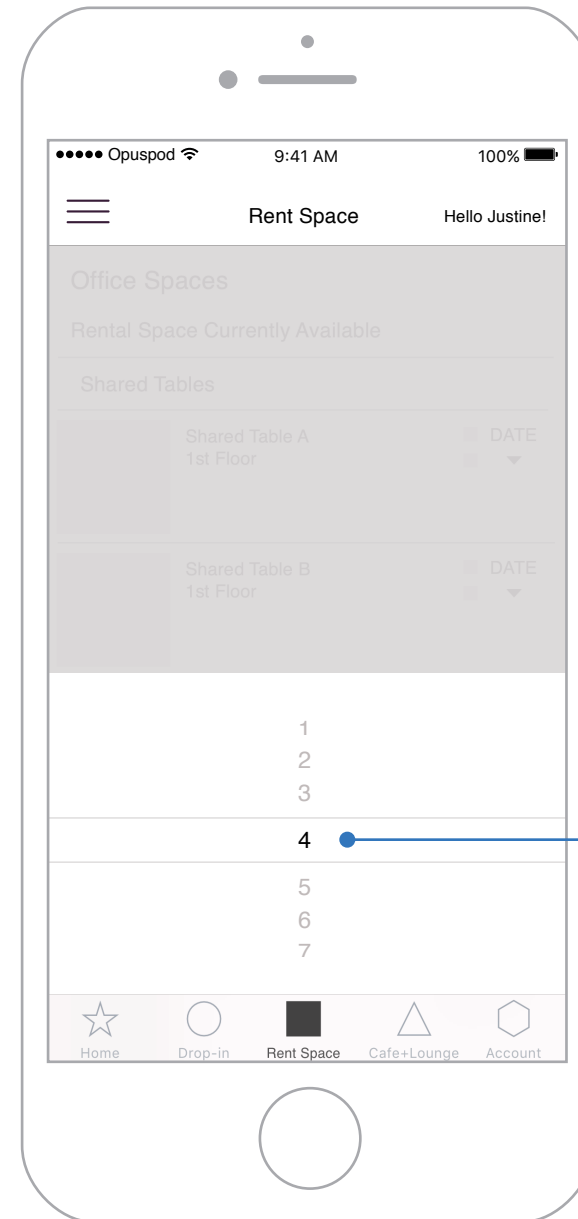 Opuspod 9:41 AM 100%
Rent Space Hello Justine!
Office Spaces
Rental Space Currently Available
Shared Tables
Shared Table A DATE
1st Floor
Shared Table B DATE
1st Floor
1
2
3
4
5
6
7
Home Drop-in Rent Space Cafe+Lounge Account